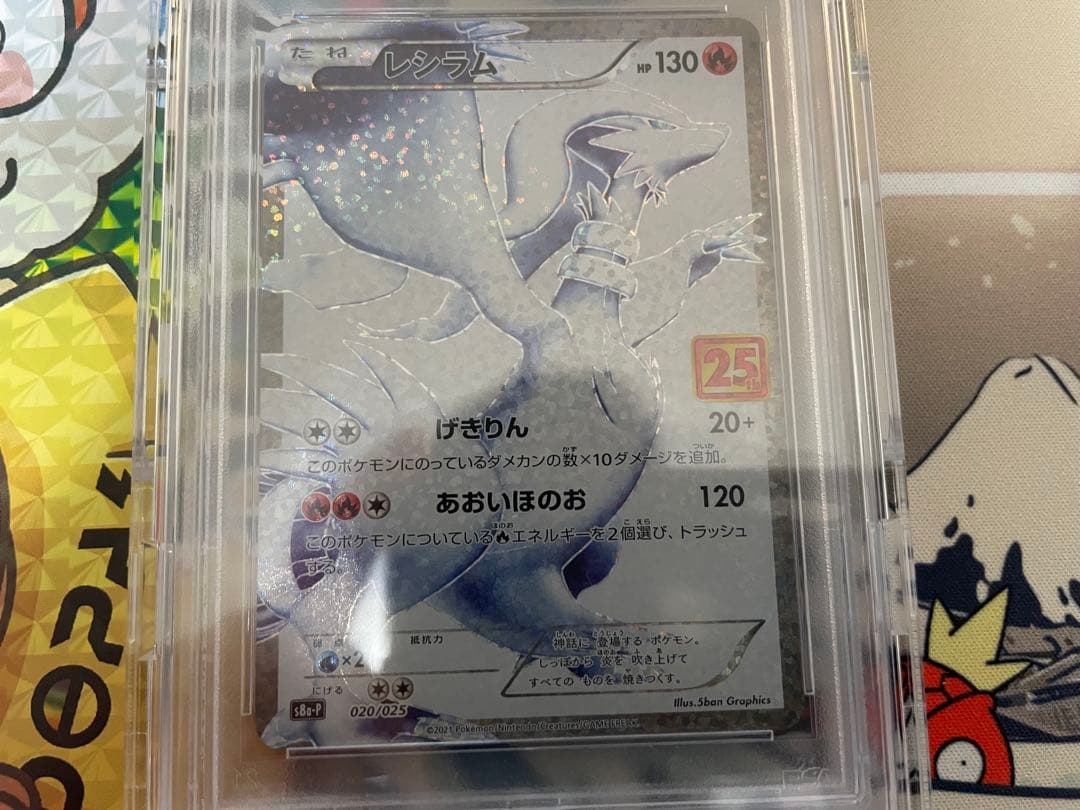 たね レシラム HP 130
25th
げきりん 20+
このポケモンにのっているダメカンの数×10ダメージを追加。
あおいほのお 120
このポケモンについている エネルギーを2個選び、トラッシュ
する。
弱点 抵抗力
×2
神話に 登場する ポケモン。
しっぽから 炎を 吹き上げて
すべての ものを 焼きつくす。
にげる
Illus.5ban Graphics
s8a-P 020/025
©2021 Pokémon/Nintendo/Creatures/GAME FREAK.